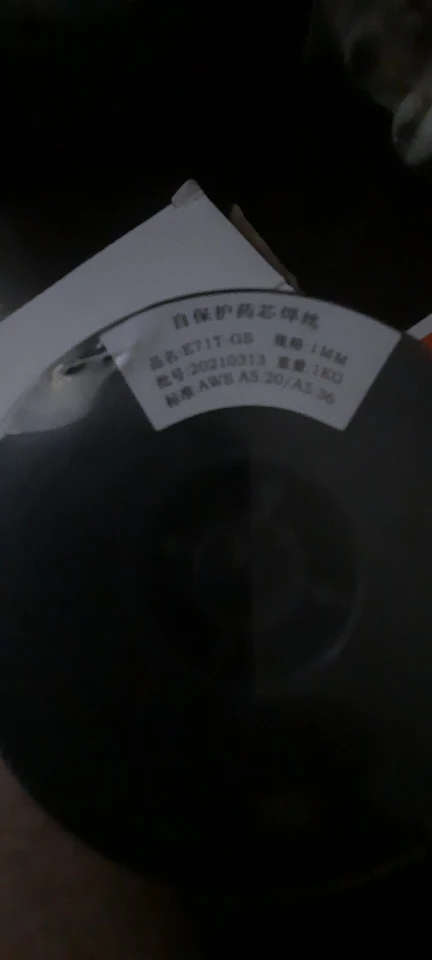 自保护药芯焊丝
品名:E71T-GS 规格:1MM
批号:20210313 重量:1KG
标准:AWS A5.20/A5.36